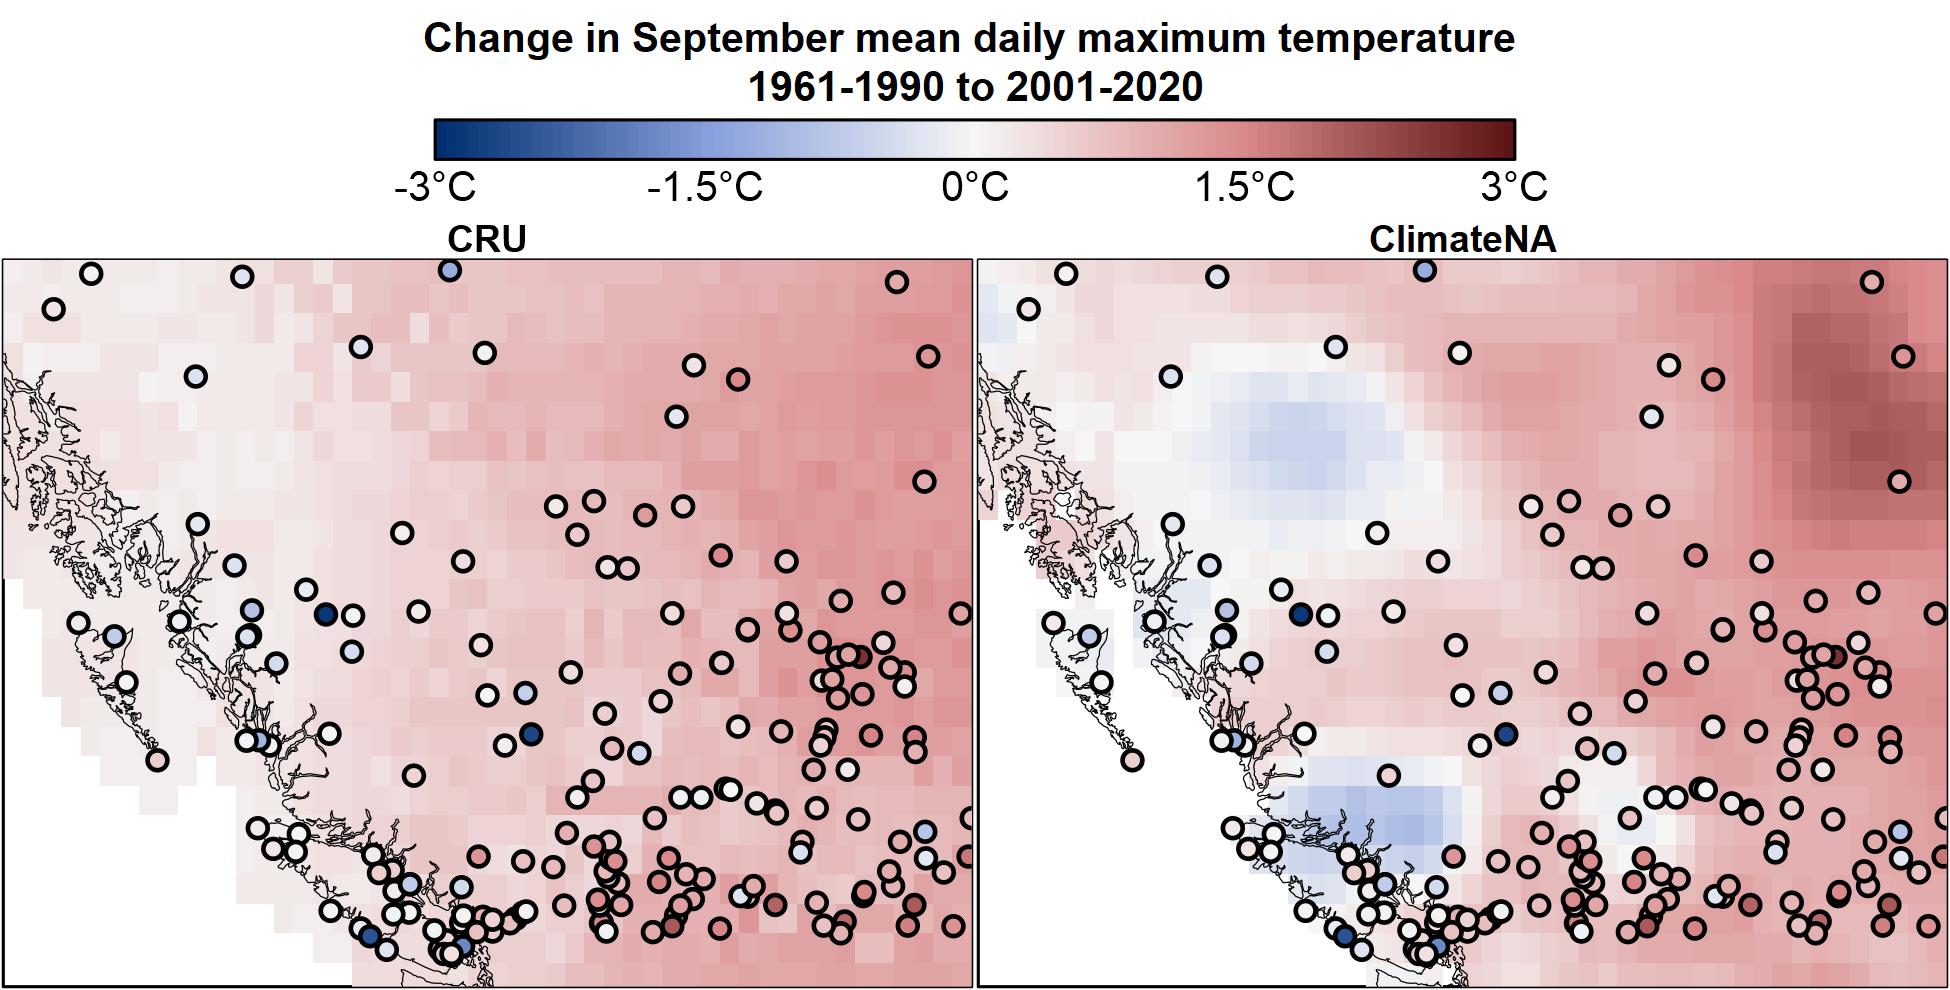 Change in September mean daily maximum temperature
1961-1990 to 2001-2020
-3°C -1.5°C 0°C 1.5°C 3°C
CRU ClimateNA